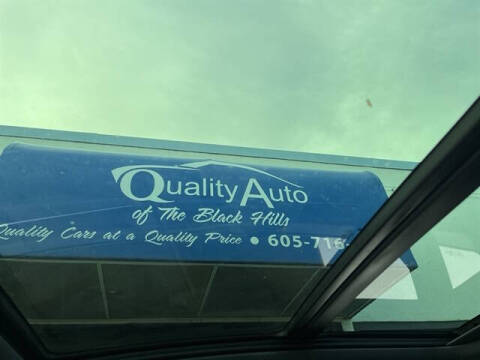 Quality Auto
of The Black Hills
Quality Cars at a Quality Price • 605-716-